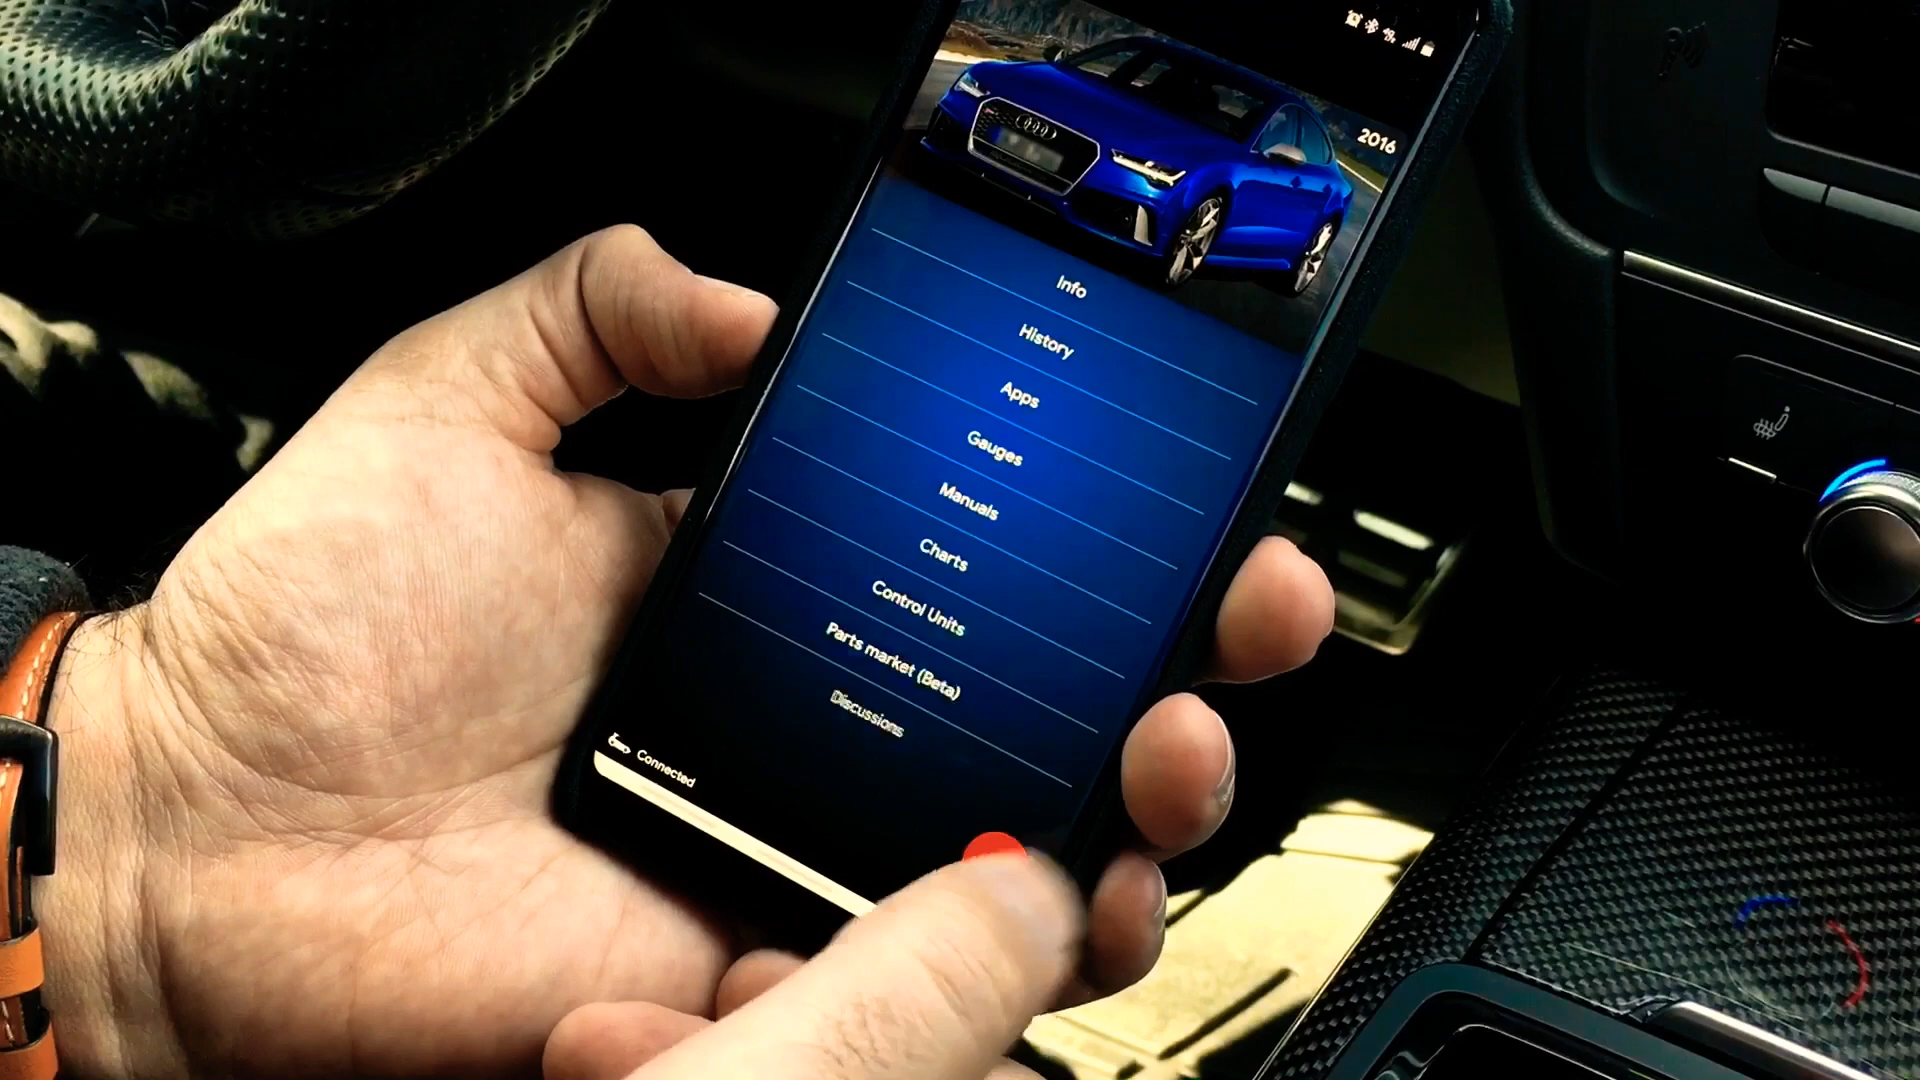 2016
Info
History
Apps
Gauges
Manuals
Charts
Control Units
Parts market (Beta)
Discussions
Connected